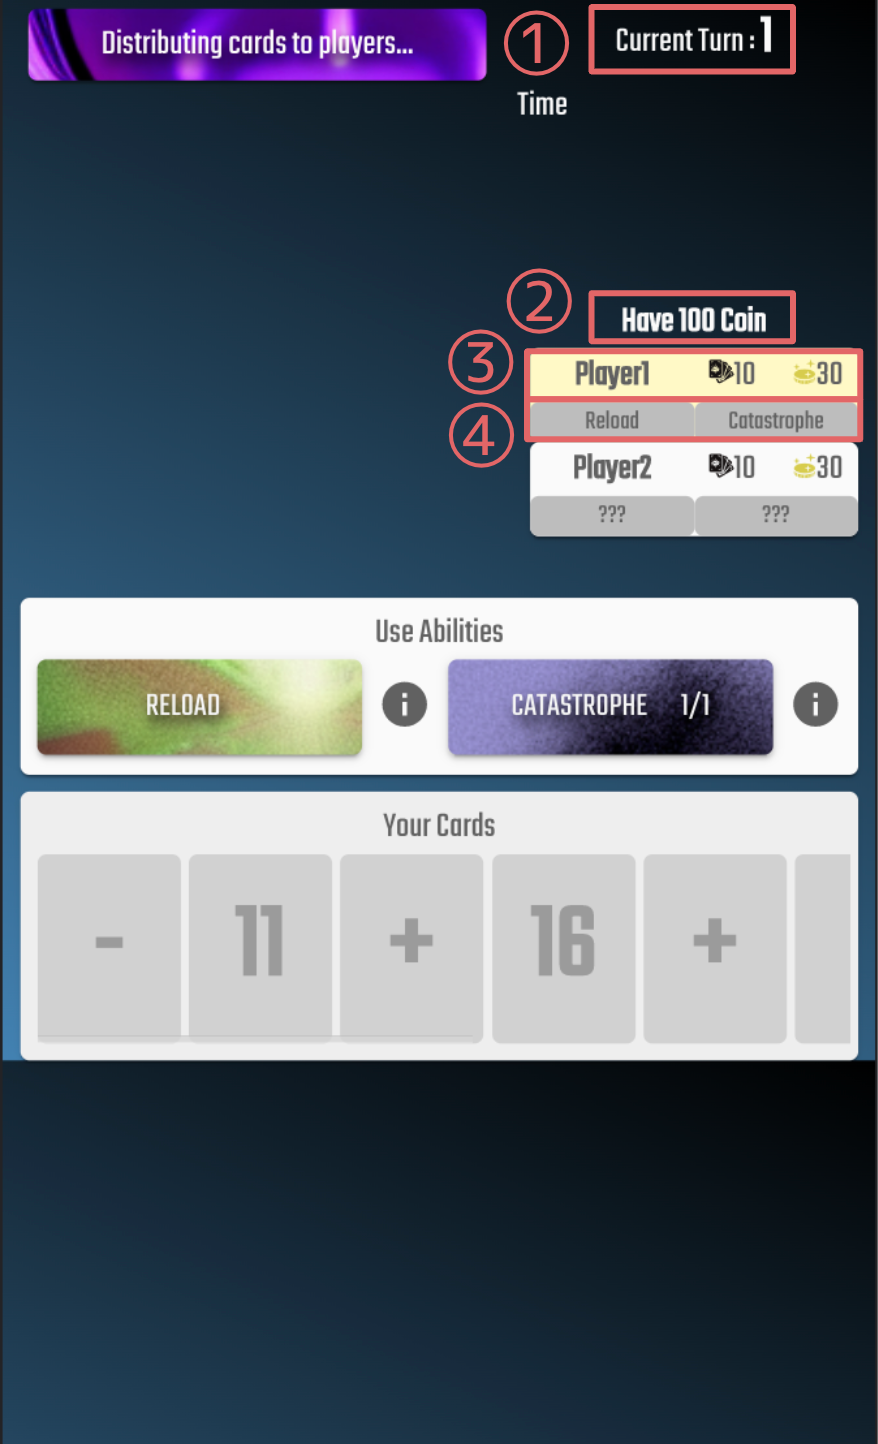 Distributing cards to players...
① Current Turn : 1
Time
② Have 100 Coin
③ Player1 10 30
④ Reload Catastrophe
Player2 10 30
??? ???
Use Abilities
RELOAD i CATASTROPHE 1/1 i
Your Cards
- 11 + 16 +